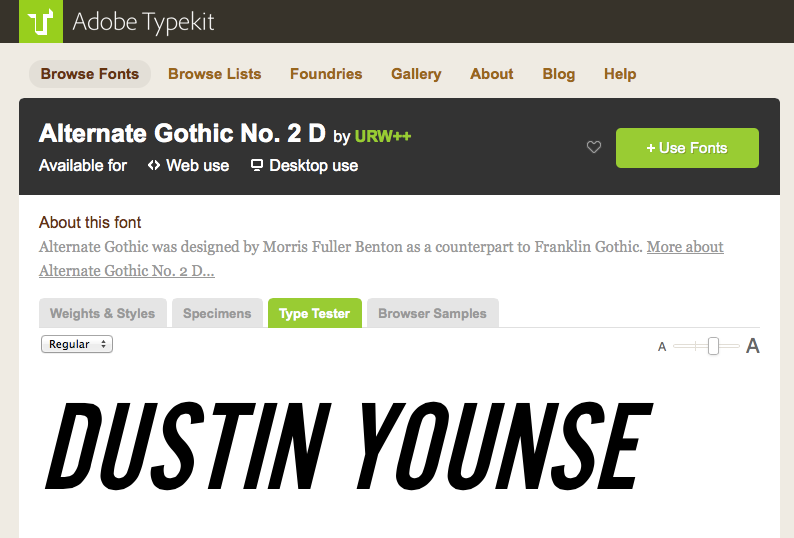 Adobe Typekit
Browse Fonts Browse Lists Foundries Gallery About Blog Help
Alternate Gothic No. 2 D by URW++
Available for Web use Desktop use
+ Use Fonts
About this font
Alternate Gothic was designed by Morris Fuller Benton as a counterpart to Franklin Gothic. More about
Alternate Gothic No. 2 D...
Weights & Styles Specimens Type Tester Browser Samples
Regular
A A
DUSTIN YOUNSE